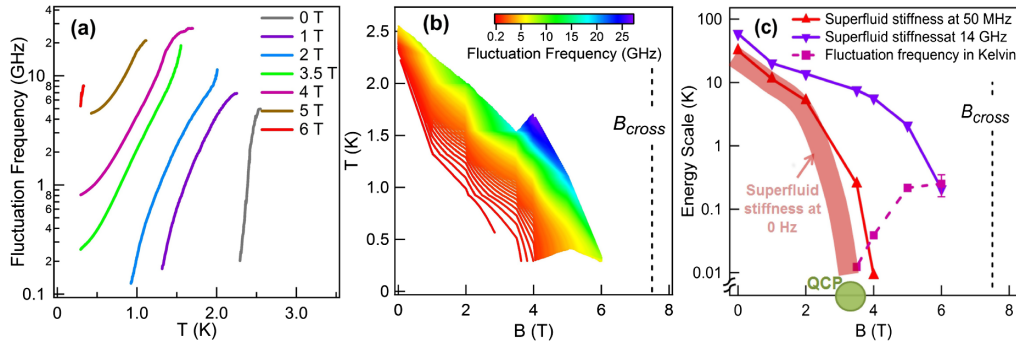 (a)
Fluctuation Frequency (GHz)
4
2
10
8
6
4
2
1
8
6
4
2
0.1
0.0
1.0
2.0
3.0
T (K)
0 T
1 T
2 T
3.5 T
4 T
5 T
6 T
(b)
0.2 5 10 15 20 25
Fluctuation Frequency
(GHz)
T (K)
2.5
2.0
1.5
1.0
0.5
0
0 2 4 6 8
B (T)
Bcross
(c)
Superfluid stiffness at 50 MHz
Superfluid stiffnessat 14 GHz
Fluctuation frequency in Kelvin
Energy Scale (K)
100
10
1
0.1
0.01
Bcross
Superfluid
stiffness at
0 Hz
QCP
0 2 4 6 8
B (T)